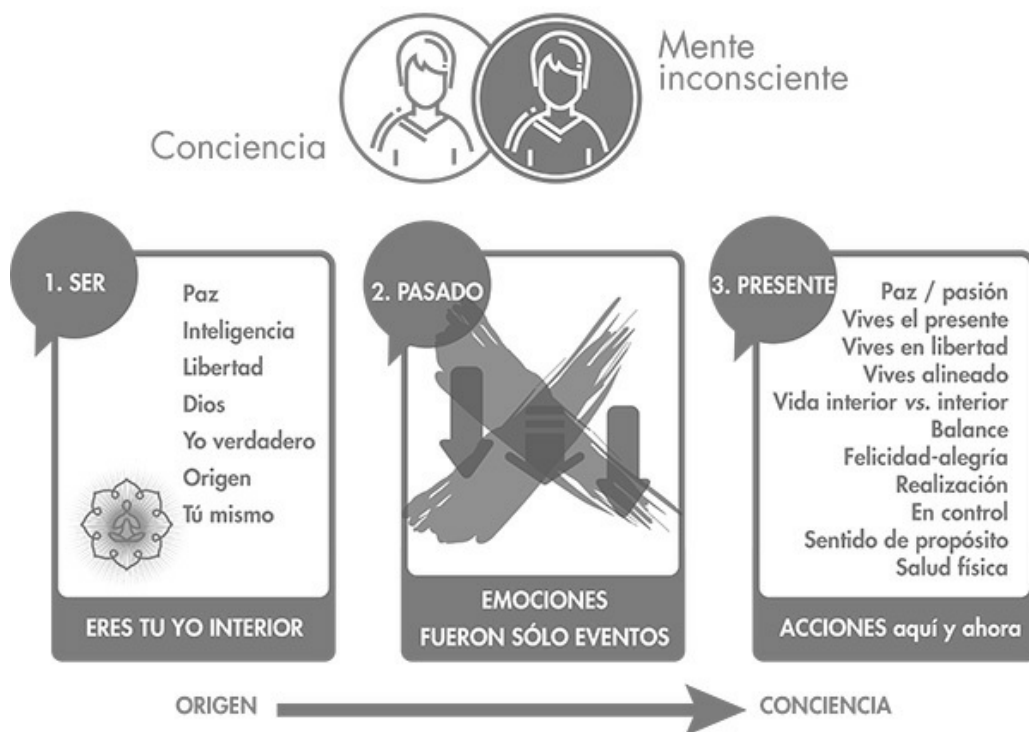 Mente
inconsciente
Conciencia
1. SER
Paz
Inteligencia
Libertad
Dios
Yo verdadero
Origen
Tú mismo
ERES TU YO INTERIOR
2. PASADO
EMOCIONES
FUERON SÓLO EVENTOS
3. PRESENTE
Paz / pasión
Vives el presente
Vives en libertad
Vives alineado
Vida interior vs. interior
Balance
Felicidad-alegría
Realización
En control
Sentido de propósito
Salud física
ACCIONES aquí y ahora
ORIGEN
CONCIENCIA